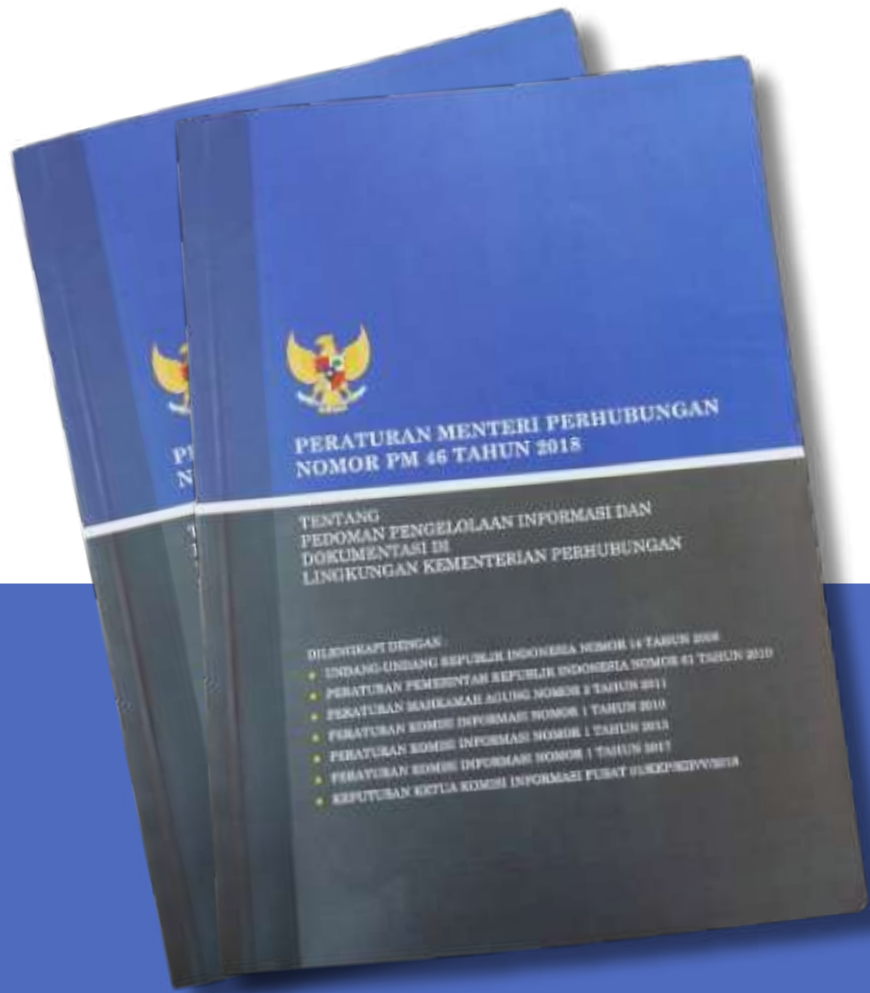 PERATURAN MENTERI PERHUBUNGAN
NOMOR PM 46 TAHUN 2018
TENTANG
PEDOMAN PENGELOLAAN INFORMASI DAN
DOKUMENTASI DI
LINGKUNGAN KEMENTERIAN PERHUBUNGAN
DILENGKAPI DENGAN
UNDANG-UNDANG REPUBLIK INDONESIA NOMOR 14 TAHUN 2008
PERATURAN PEMERINTAH REPUBLIK INDONESIA NOMOR 61 TAHUN 2010
PERATURAN MAHKAMAH AGUNG NOMOR 2 TAHUN 2011
PERATURAN KOMISI INFORMASI NOMOR 1 TAHUN 2010
PERATURAN KOMISI INFORMASI NOMOR 1 TAHUN 2013
PERATURAN KOMISI INFORMASI NOMOR 1 TAHUN 2017
KEPUTUSAN KETUA KOMISI INFORMASI PUSAT
P
N